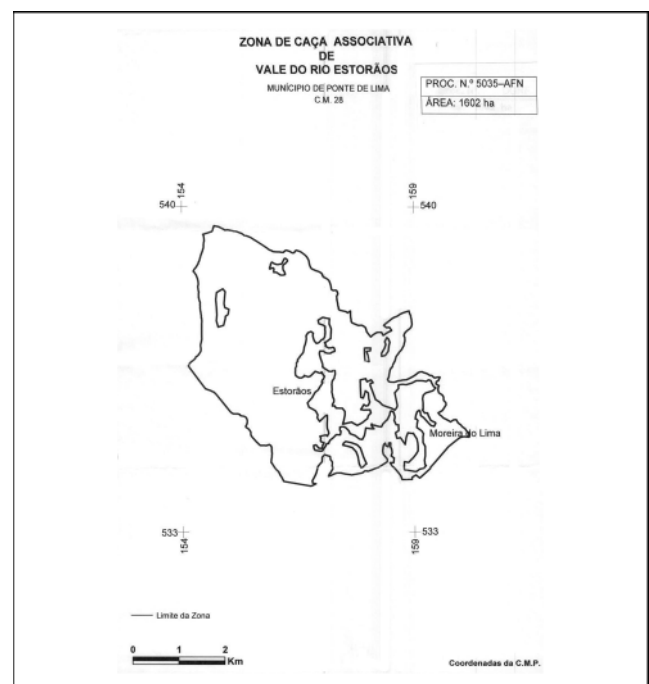 ZONA DE CAÇA ASSOCIATIVA
DE
VALE DO RIO ESTORÃOS
MUNÍCIPIO DE PONTE DE LIMA
C.M. 28
PROC. N.º 5035–AFN
ÁREA: 1602 ha
154
159
540
540
Estorãos
Moreira do Lima
533
533
154
159
Limite da Zona
0 1 2
Km
Coordenadas da C.M.P.